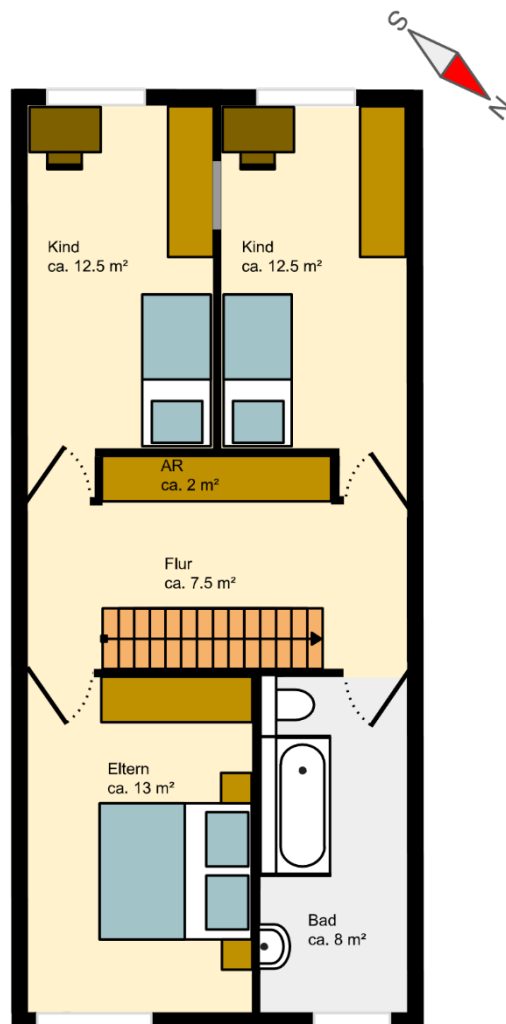 S
N
Kind
ca. 12.5 m²
Kind
ca. 12.5 m²
AR
ca. 2 m²
Flur
ca. 7.5 m²
Eltern
ca. 13 m²
Bad
ca. 8 m²